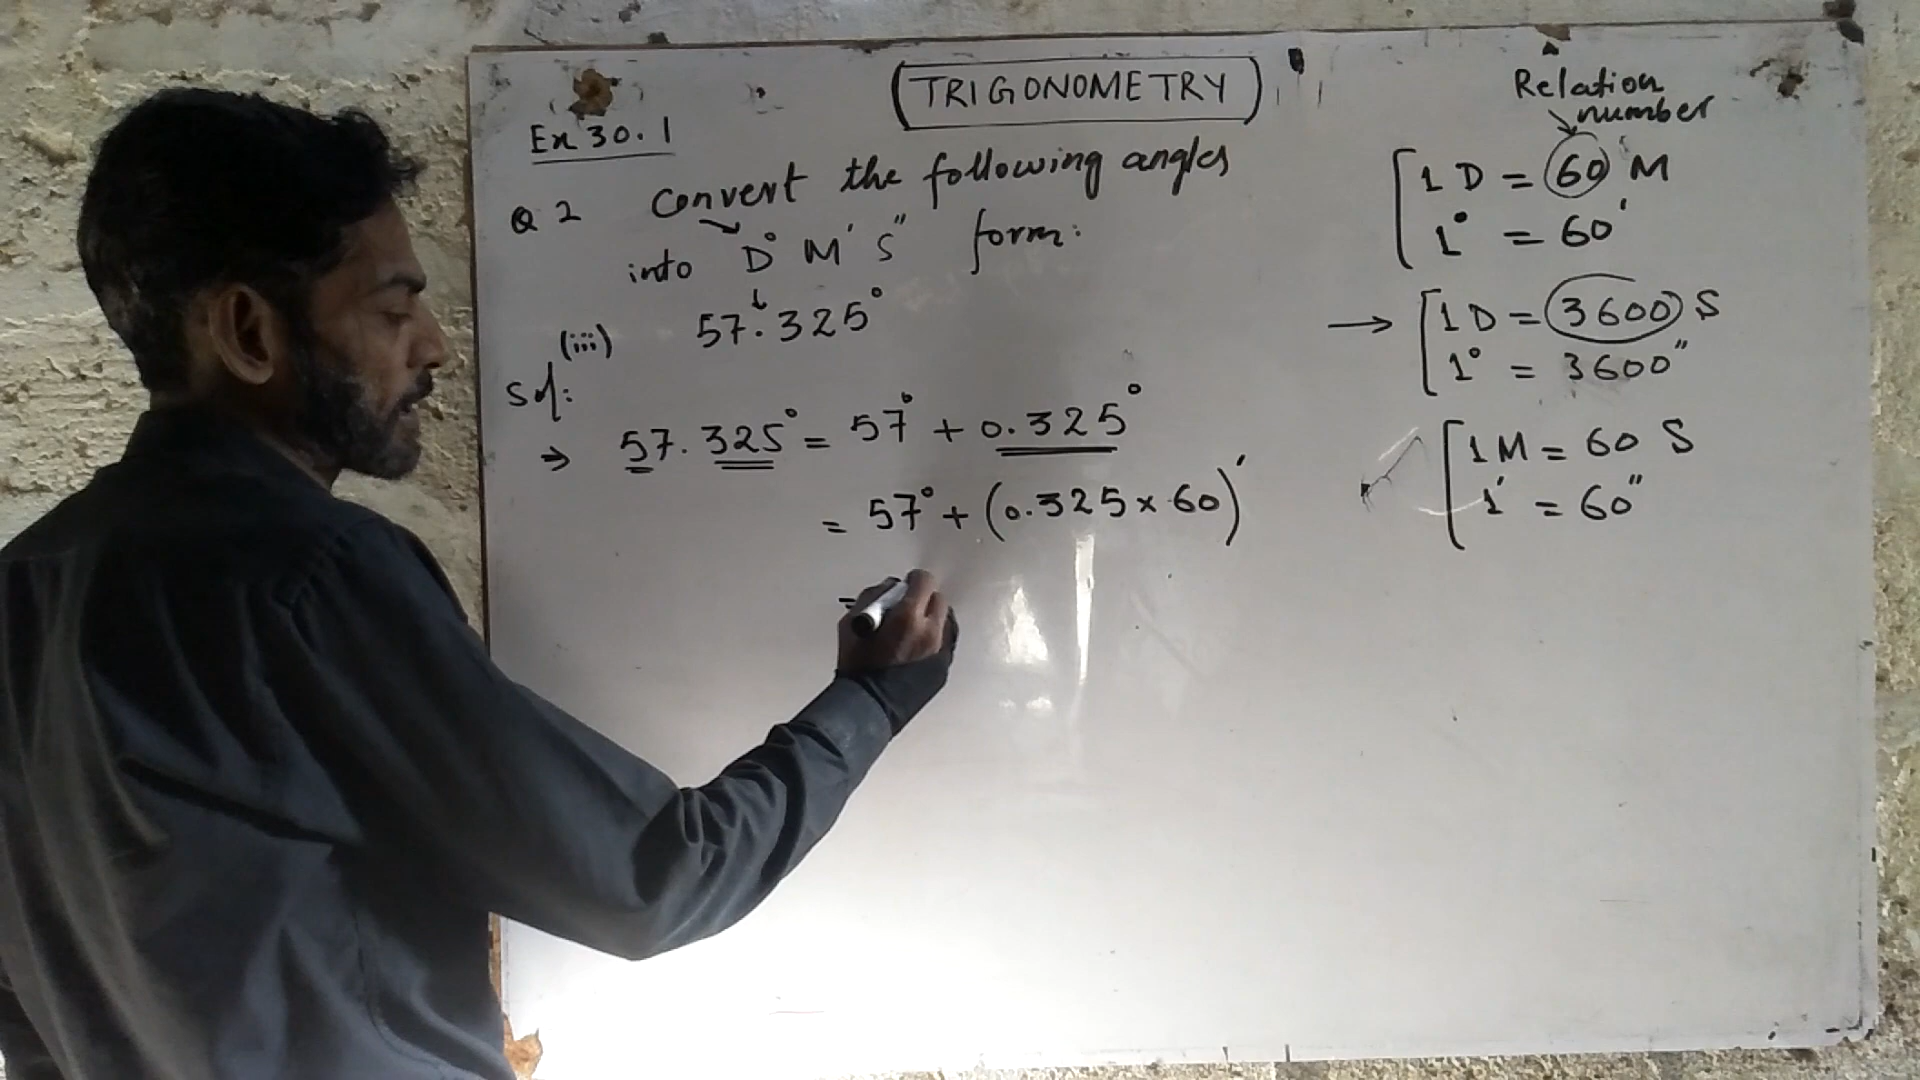 TRIGONOMETRY
Ex 30.1
Q 2 Convert the following angles
into D° M' S" form:
(iii) 57.325°
Sol:
→ 57.325° = 57° + 0.325°
= 57° + (0.325 × 60)'
=
Relation
number
1 D = 60 M
1° = 60'
→ 1 D = 3600 S
1° = 3600"
1 M = 60 S
1' = 60"